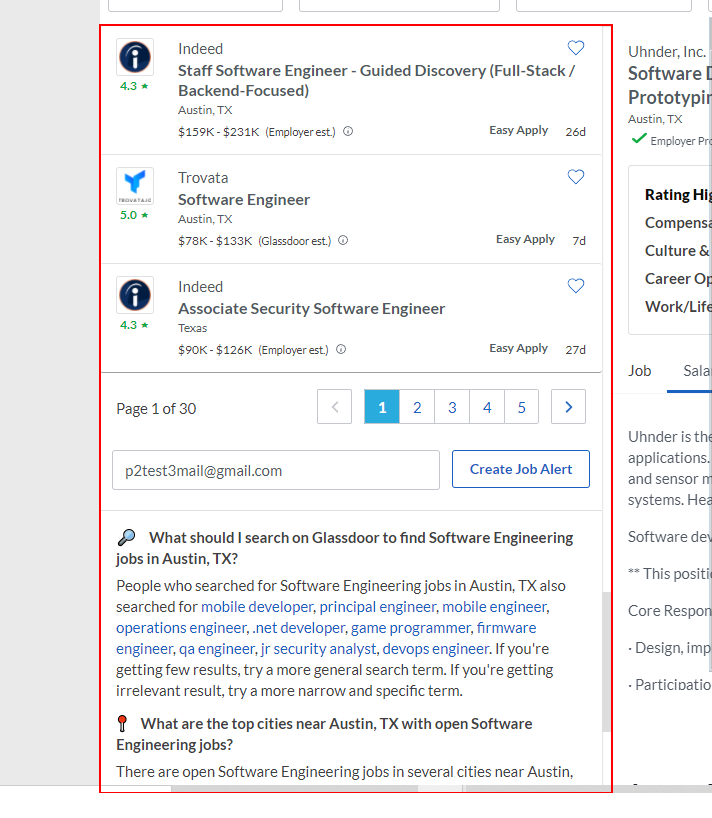 Indeed
Staff Software Engineer - Guided Discovery (Full-Stack /
Backend-Focused)
Austin, TX
$159K - $231K (Employer est.)
Easy Apply
26d
4.3 ★
Trovata
Software Engineer
Austin, TX
$78K - $133K (Glassdoor est.)
Easy Apply
7d
TROVATA.IO
5.0 ★
Indeed
Associate Security Software Engineer
Texas
$90K - $126K (Employer est.)
Easy Apply
27d
4.3 ★
Page 1 of 30
1 2 3 4 5
p2test3mail@gmail.com
Create Job Alert
What should I search on Glassdoor to find Software Engineering
jobs in Austin, TX?
People who searched for Software Engineering jobs in Austin, TX also
searched for mobile developer, principal engineer, mobile engineer,
operations engineer, .net developer, game programmer, firmware
engineer, qa engineer, jr security analyst, devops engineer. If you're
getting few results, try a more general search term. If you're getting
irrelevant result, try a more narrow and specific term.
What are the top cities near Austin, TX with open Software
Engineering jobs?
There are open Software Engineering jobs in several cities near Austin,
Uhnder, Inc.
Software D
Prototypin
Austin, TX
Employer Pro
Rating Hig
Compensa
Culture &
Career Op
Work/Life
Job
Sala
Uhnder is the
applications.
and sensor m
systems. Hea
Software dev
** This positi
Core Respon
· Design, imp
· Participatio